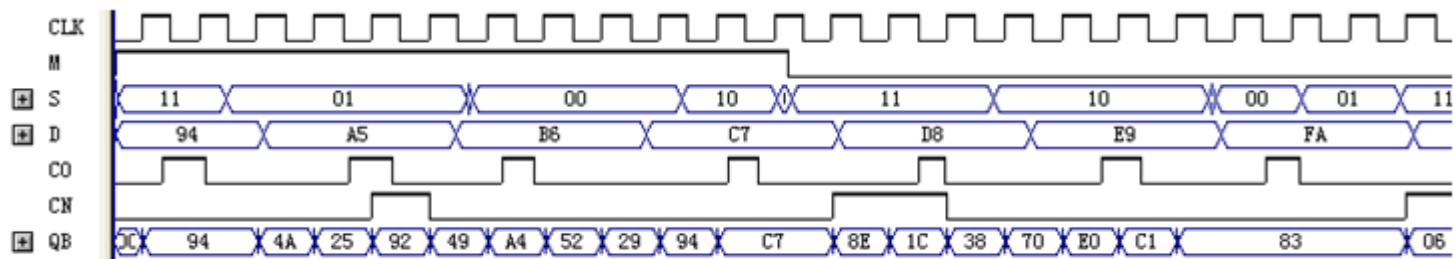 CLK
M
S 11 01 00 10 11 10 00 01 11
D 94 A5 B6 C7 D8 E9 FA
CO
CN
QB 94 4A 25 92 49 A4 52 29 94 C7 8E 1C 38 70 E0 C1 83 06